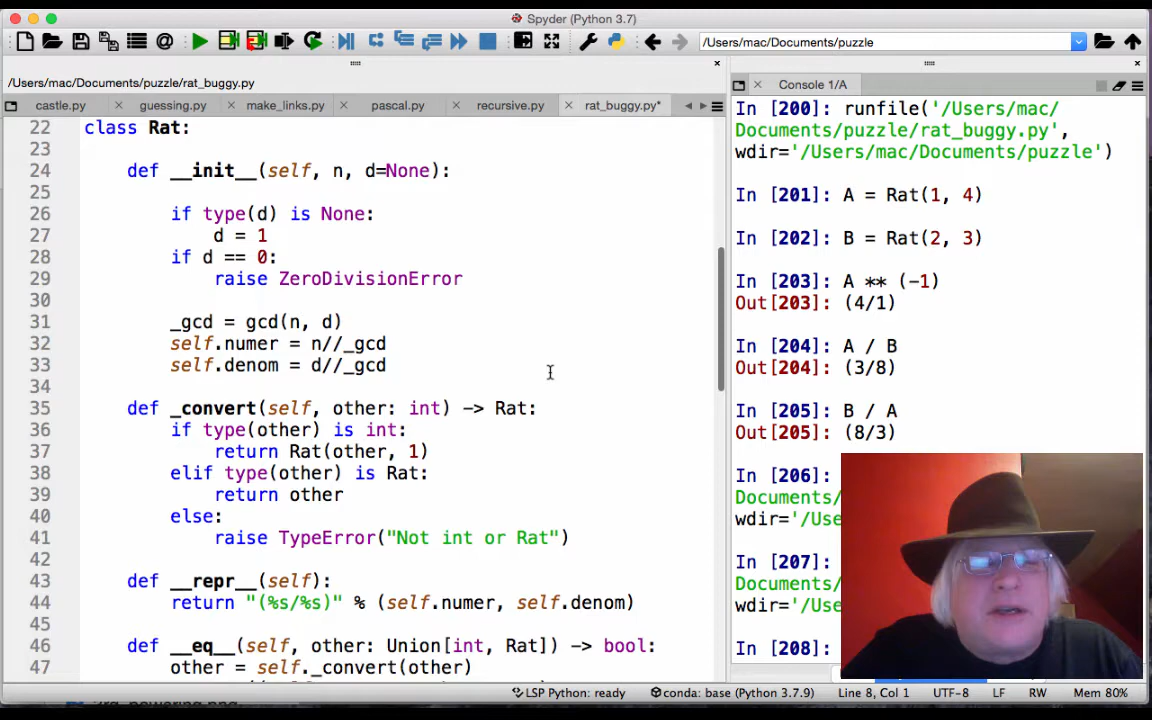 Spyder (Python 3.7)
/Users/mac/Documents/puzzle
/Users/mac/Documents/puzzle/rat_buggy.py
castle.py guessing.py make_links.py pascal.py recursive.py rat_buggy.py*
22 class Rat:
23
24 def __init__(self, n, d=None):
25
26 if type(d) is None:
27 d = 1
28 if d == 0:
29 raise ZeroDivisionError
30
31 _gcd = gcd(n, d)
32 self.numer = n//_gcd
33 self.denom = d//_gcd
34
35 def _convert(self, other: int) -> Rat:
36 if type(other) is int:
37 return Rat(other, 1)
38 elif type(other) is Rat:
39 return other
40 else:
41 raise TypeError("Not int or Rat")
42
43 def __repr__(self):
44 return "(%s/%s)" % (self.numer, self.denom)
45
46 def __eq__(self, other: Union[int, Rat]) -> bool:
47 other = self._convert(other)
Console 1/A
In [200]: runfile('/Users/mac/
Documents/puzzle/rat_buggy.py',
wdir='/Users/mac/Documents/puzzle')
In [201]: A = Rat(1, 4)
In [202]: B = Rat(2, 3)
In [203]: A ** (-1)
Out[203]: (4/1)
In [204]: A / B
Out[204]: (3/8)
In [205]: B / A
Out[205]: (8/3)
In [206]:
Documents/
wdir='/Use
In [207]:
Documents/
wdir='/Use
In [208]:
LSP Python: ready conda: base (Python 3.7.9) Line 8, Col 1 UTF-8 LF RW Mem 80%